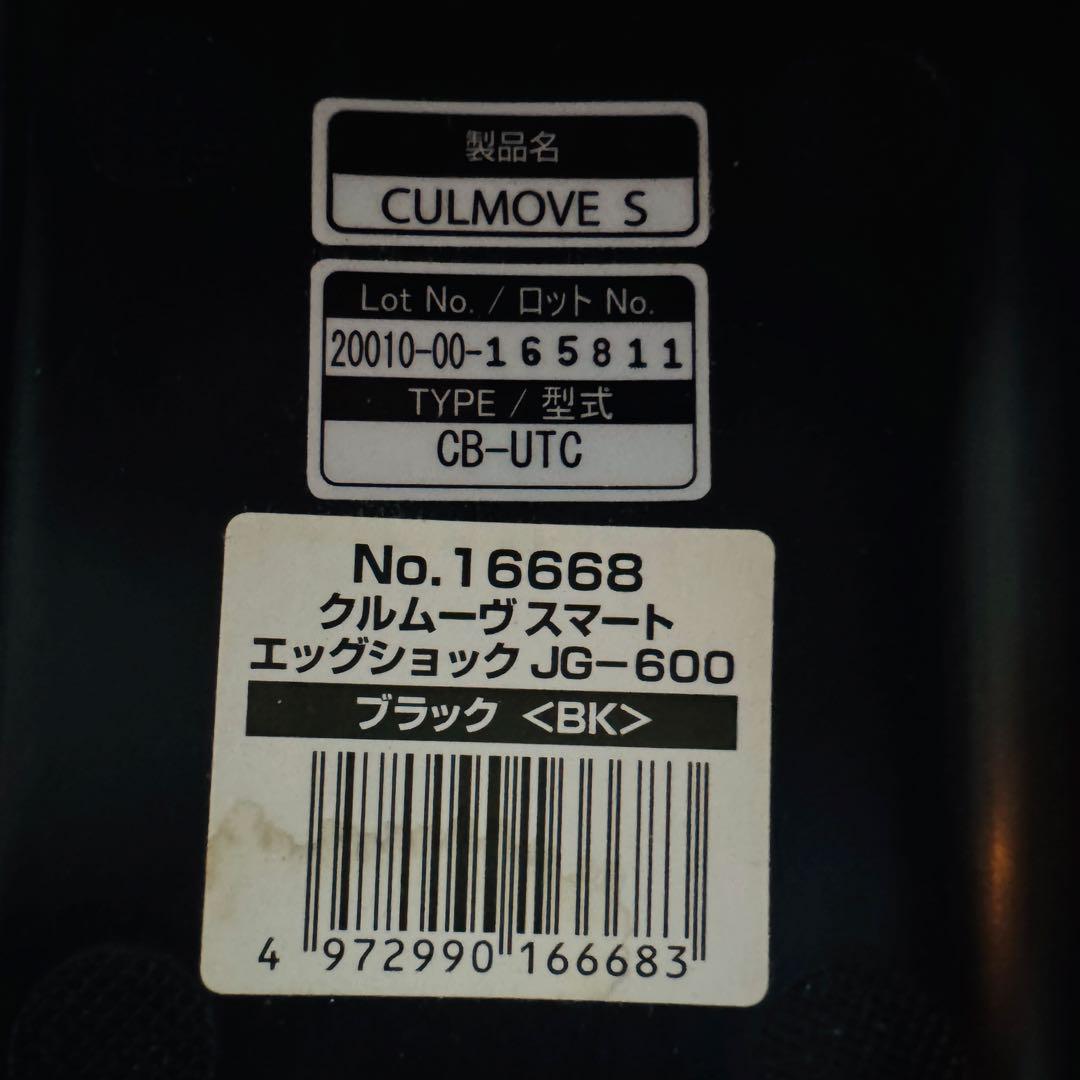 製品名
CULMOVE S
Lot No. / ロット No.
20010-00-165811
TYPE / 型式
CB-UTC
No.16668
クルムーヴ スマート
エッグショック JG-600
ブラック <BK>
4 972990 166683